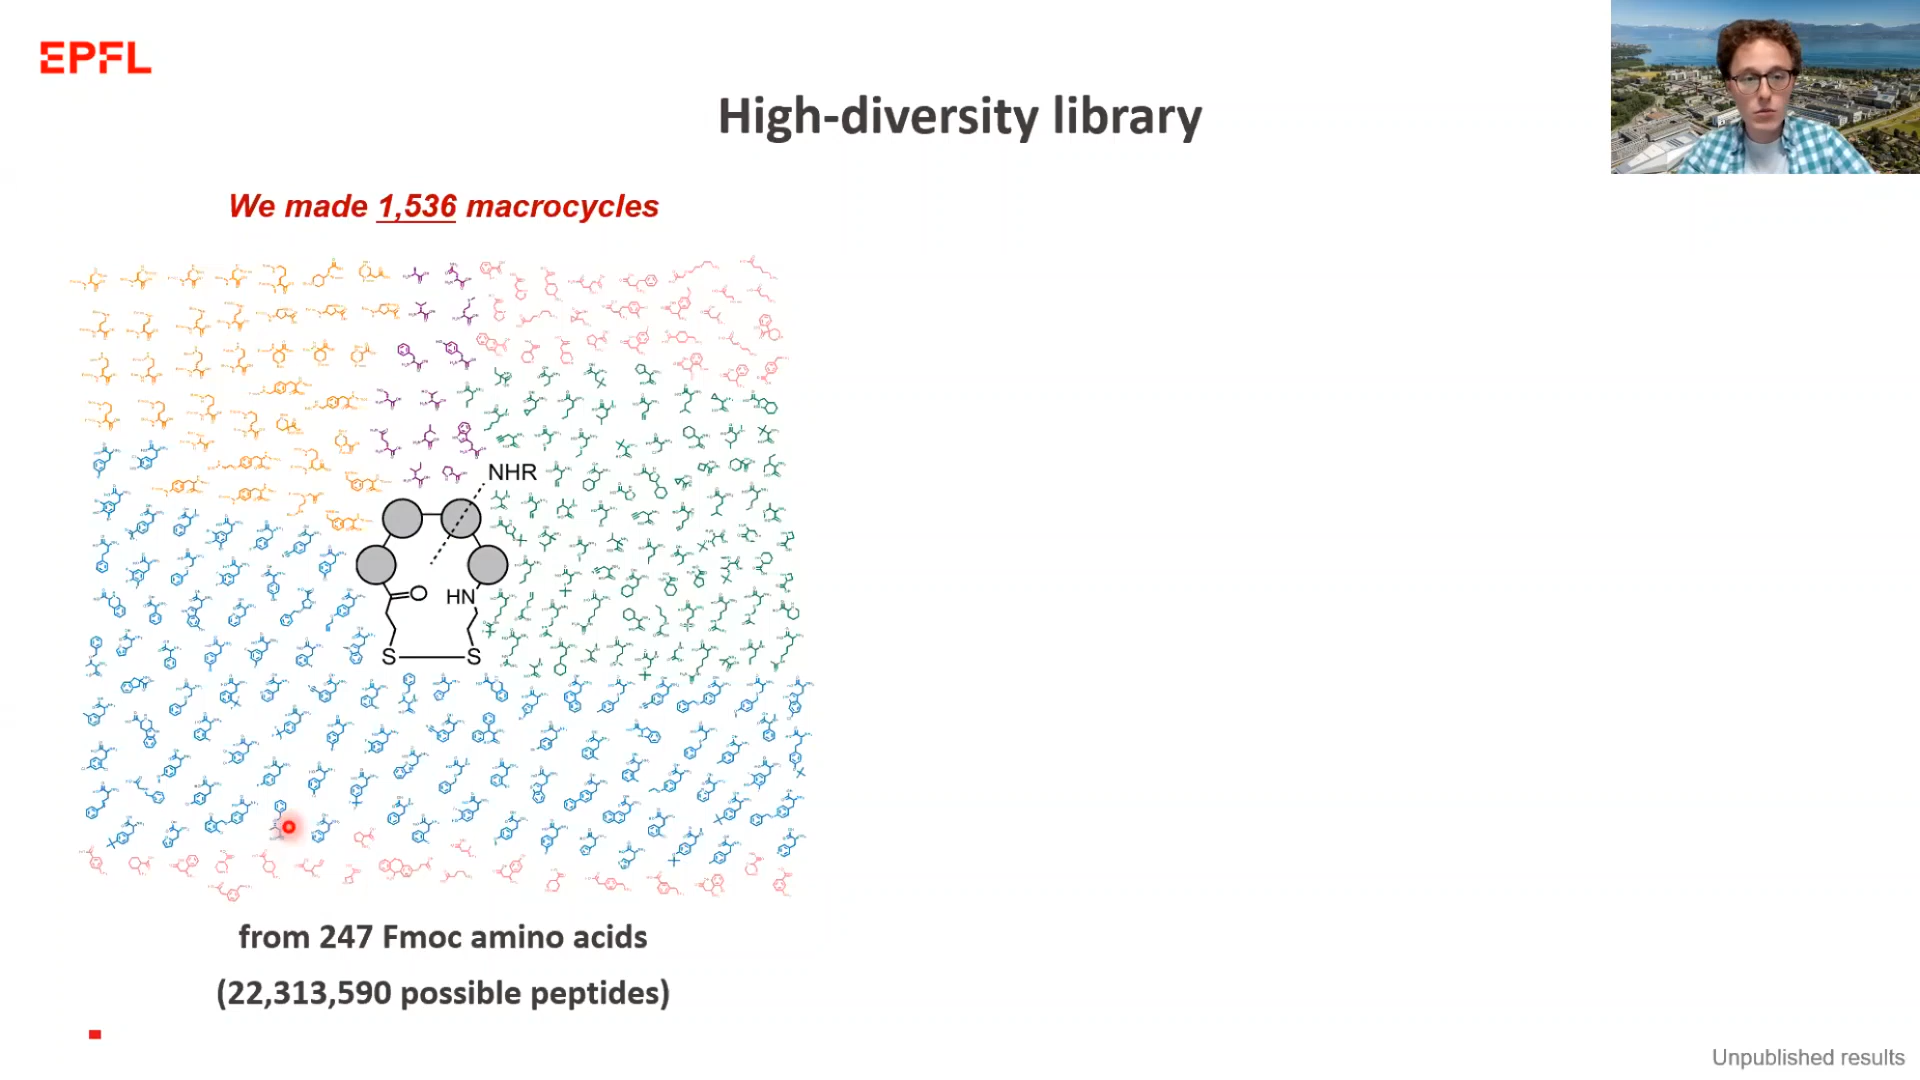 EPFL
High-diversity library
We made 1,536 macrocycles
NHR
O
HN
S
S
from 247 Fmoc amino acids
(22,313,590 possible peptides)
Unpublished results